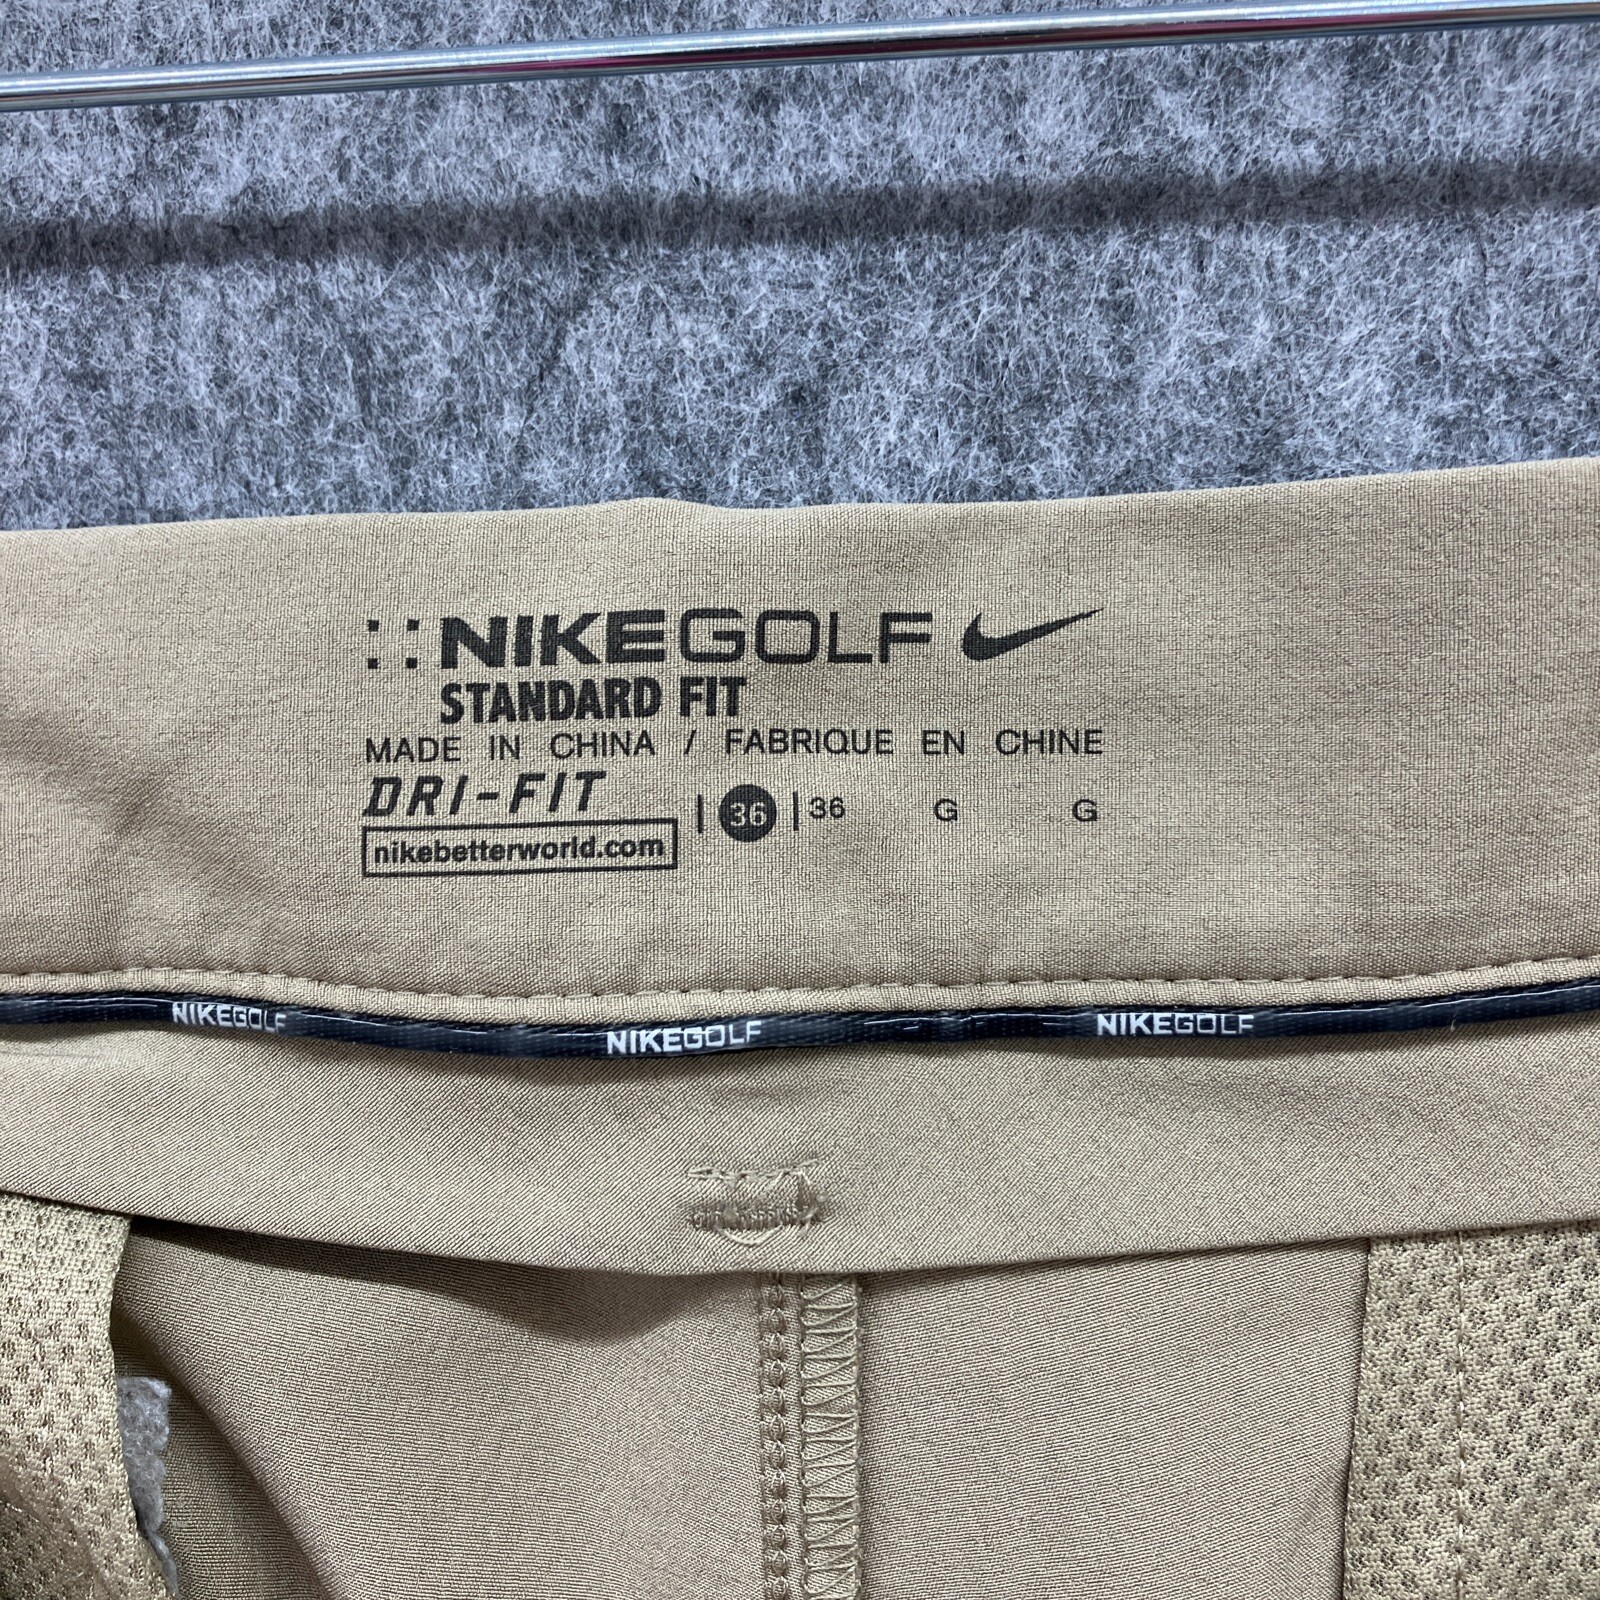 NIKEGOLF
STANDARD FIT
MADE IN CHINA / FABRIQUE EN CHINE
DRI-FIT
| 36 | 36 G G
nikebetterworld.com
NIKEGOLF NIKEGOLF NIKEGOLF